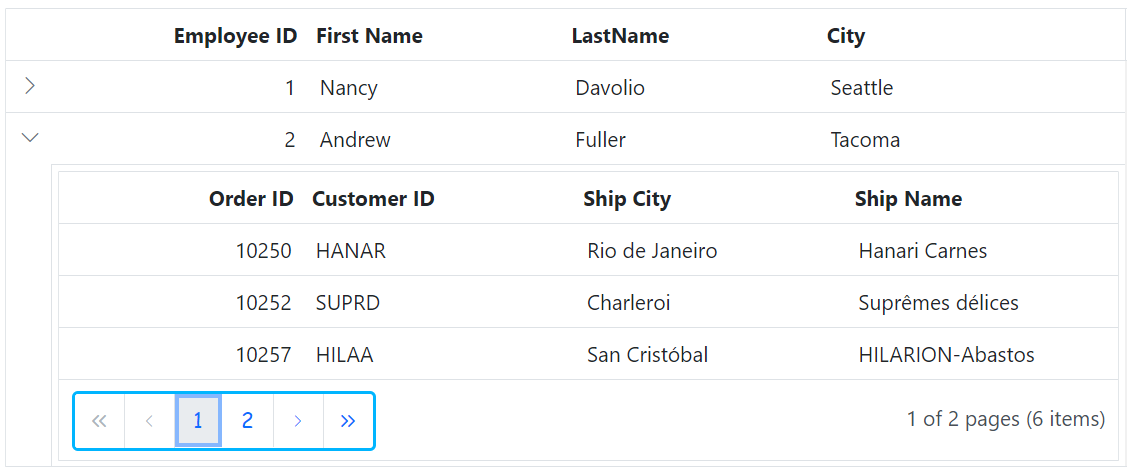 Employee ID First Name LastName City
1 Nancy Davolio Seattle
2 Andrew Fuller Tacoma
Order ID Customer ID Ship City Ship Name
10250 HANAR Rio de Janeiro Hanari Carnes
10252 SUPRD Charleroi Suprêmes délices
10257 HILAA San Cristóbal HILARION-Abastos
1 2 1 of 2 pages (6 items)